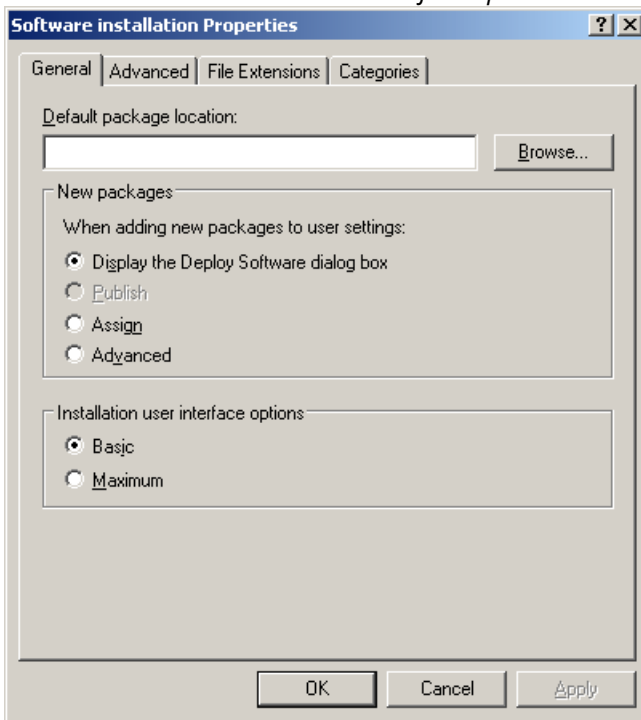 Software installation Properties
General Advanced File Extensions Categories
Default package location:
Browse...
New packages
When adding new packages to user settings:
Display the Deploy Software dialog box
Publish
Assign
Advanced
Installation user interface options
Basic
Maximum
OK Cancel Apply